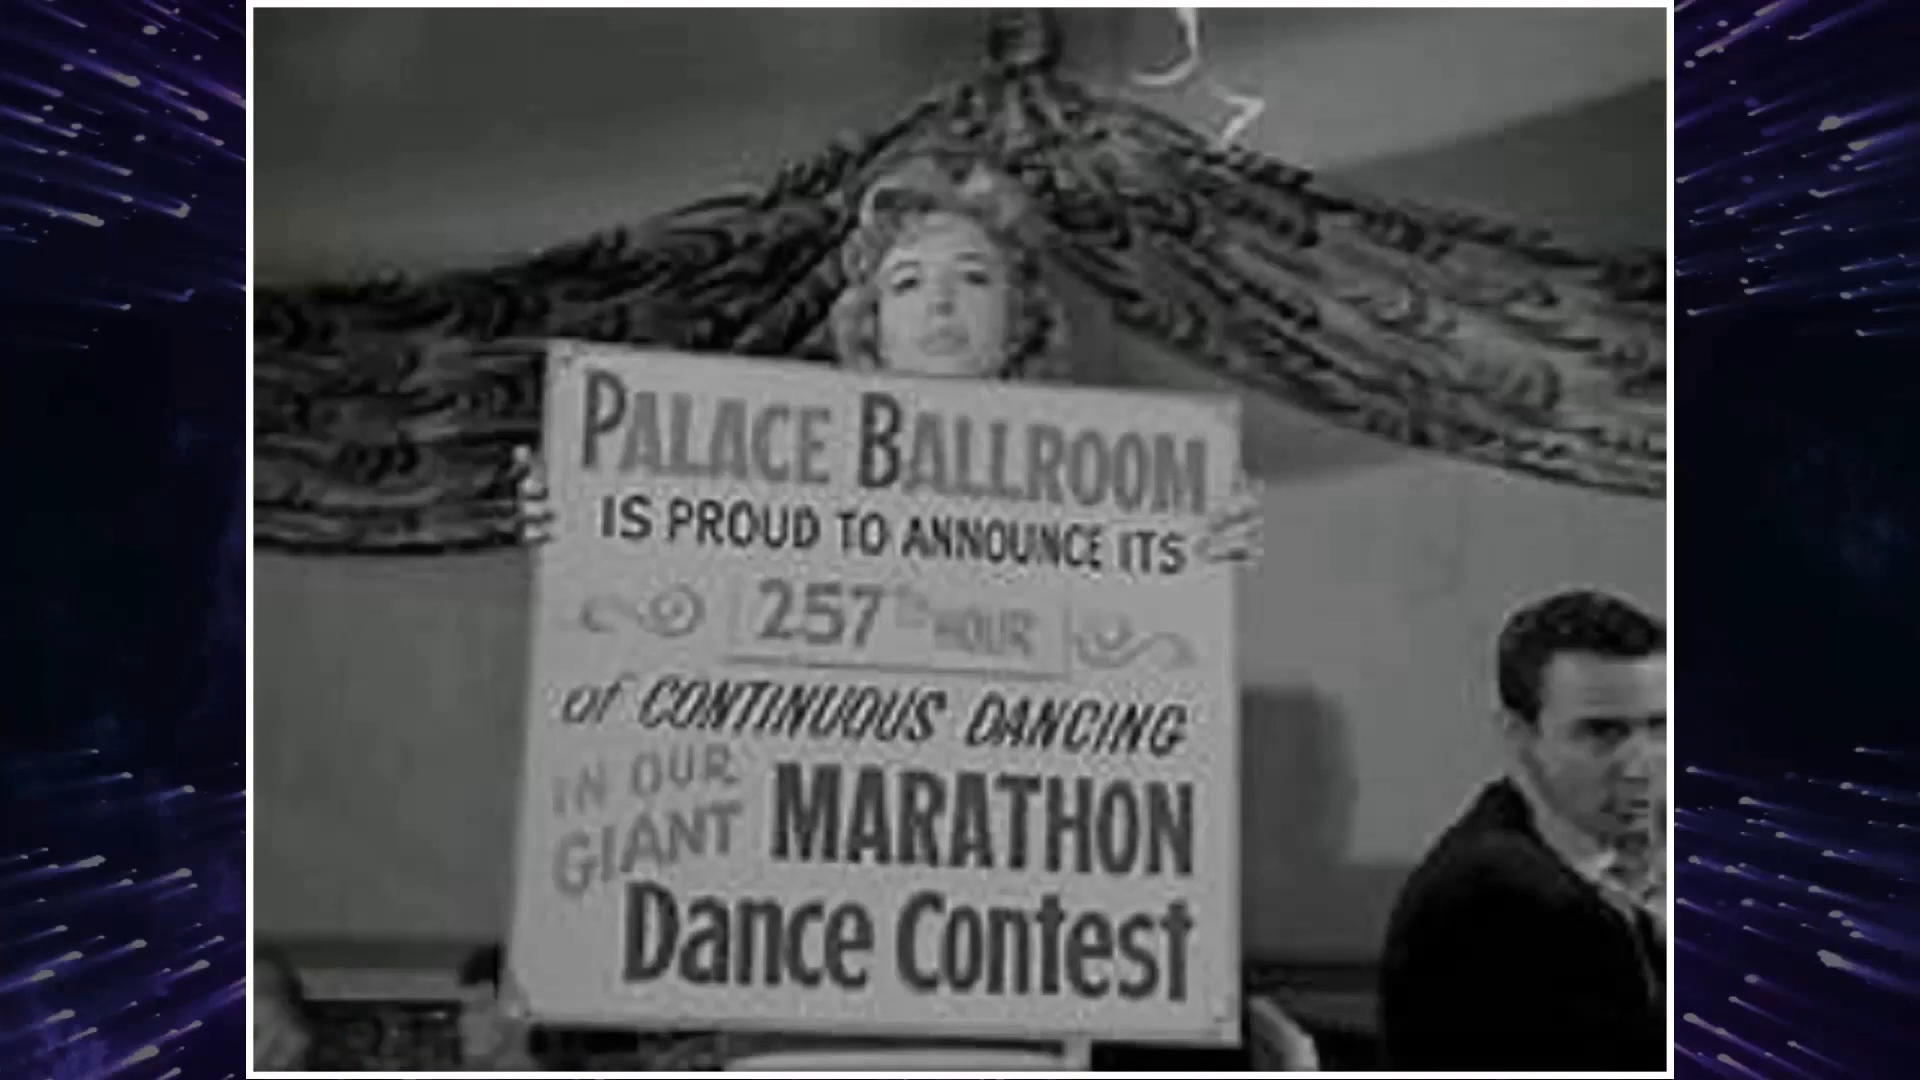 PALACE BALLROOM
IS PROUD TO ANNOUNCE ITS
257TH HOUR
of CONTINUOUS DANCING
IN OUR
GIANT MARATHON
Dance Contest